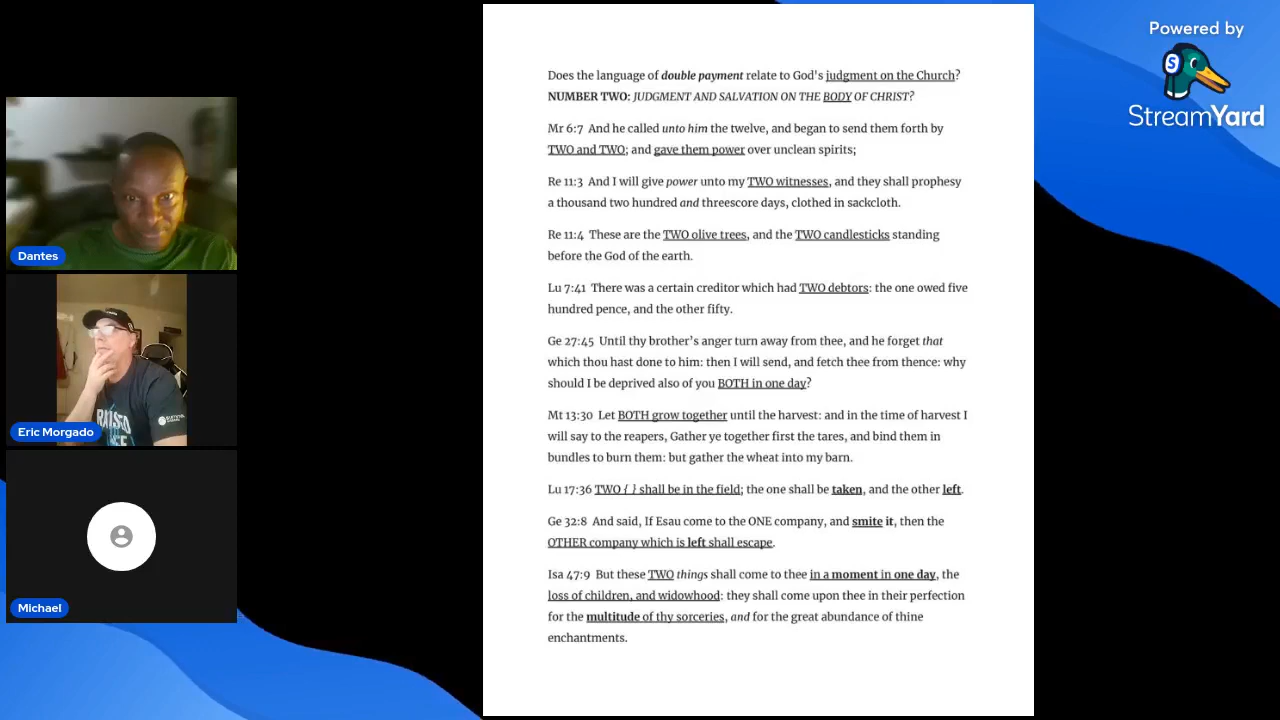 Does the language of double payment relate to God's judgment on the Church?
NUMBER TWO: JUDGMENT AND SALVATION ON THE BODY OF CHRIST?
Mr 6:7 And he called unto him the twelve, and began to send them forth by
TWO and TWO; and gave them power over unclean spirits;
Re 11:3 And I will give power unto my TWO witnesses, and they shall prophesy
a thousand two hundred and threescore days, clothed in sackcloth.
Re 11:4 These are the TWO olive trees, and the TWO candlesticks standing
before the God of the earth.
Lu 7:41 There was a certain creditor which had TWO debtors: the one owed five
hundred pence, and the other fifty.
Ge 27:45 Until thy brother's anger turn away from thee, and he forget that
which thou hast done to him: then I will send, and fetch thee from thence: why
should I be deprived also of you BOTH in one day?
Mt 13:30 Let BOTH grow together until the harvest: and in the time of harvest I
will say to the reapers, Gather ye together first the tares, and bind them in
bundles to burn them: but gather the wheat into my barn.
Lu 17:36 TWO { } shall be in the field; the one shall be taken, and the other left.
Ge 32:8 And said, If Esau come to the ONE company, and smite it, then the
OTHER company which is left shall escape.
Isa 47:9 But these TWO things shall come to thee in a moment in one day, the
loss of children, and widowhood: they shall come upon thee in their perfection
for the multitude of thy sorceries, and for the great abundance of thine
enchantments.
Dantes
Eric Morgado
Michael
Powered by
S
StreamYard